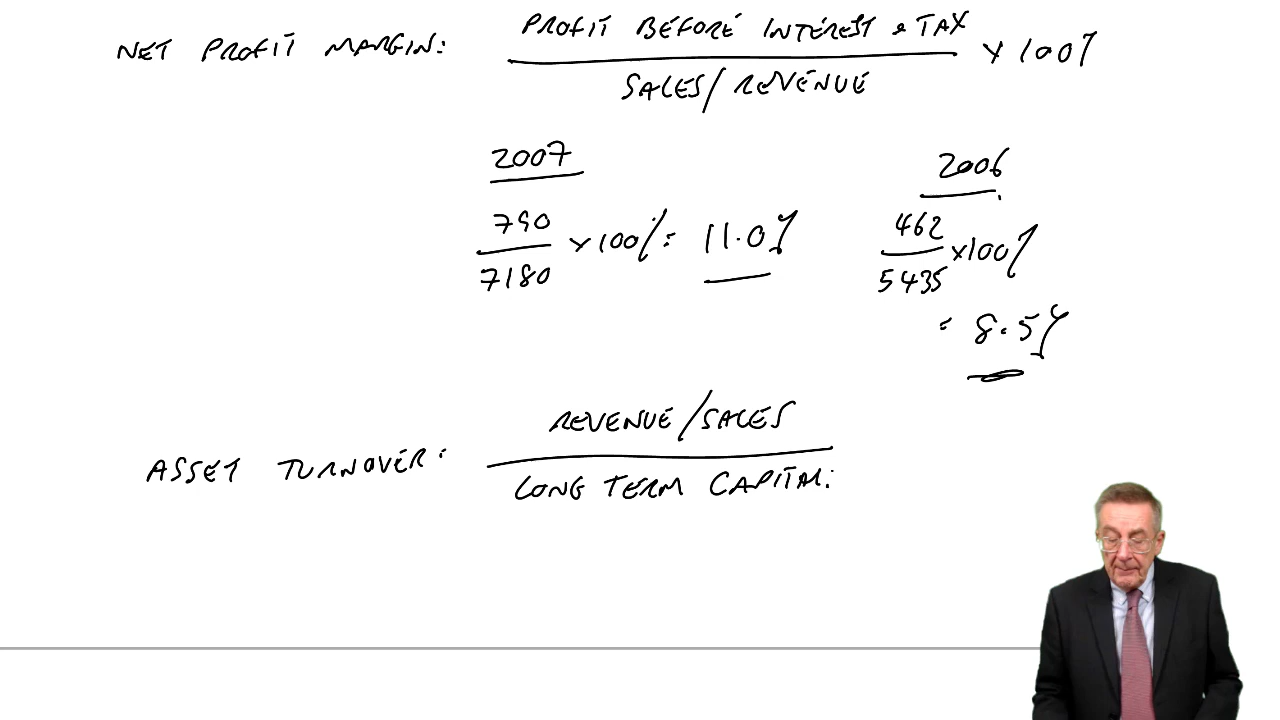 PROFIT BEFORE INTEREST & TAX
NET PROFIT MARGIN: ——— × 100%
SALES/REVENUE
2007
2006
790
462
× 100% = 11.0%
× 100%
7180
5435
= 8.5%
REVENUE/SALES
ASSET TURNOVER:
LONG TERM CAPITAL.